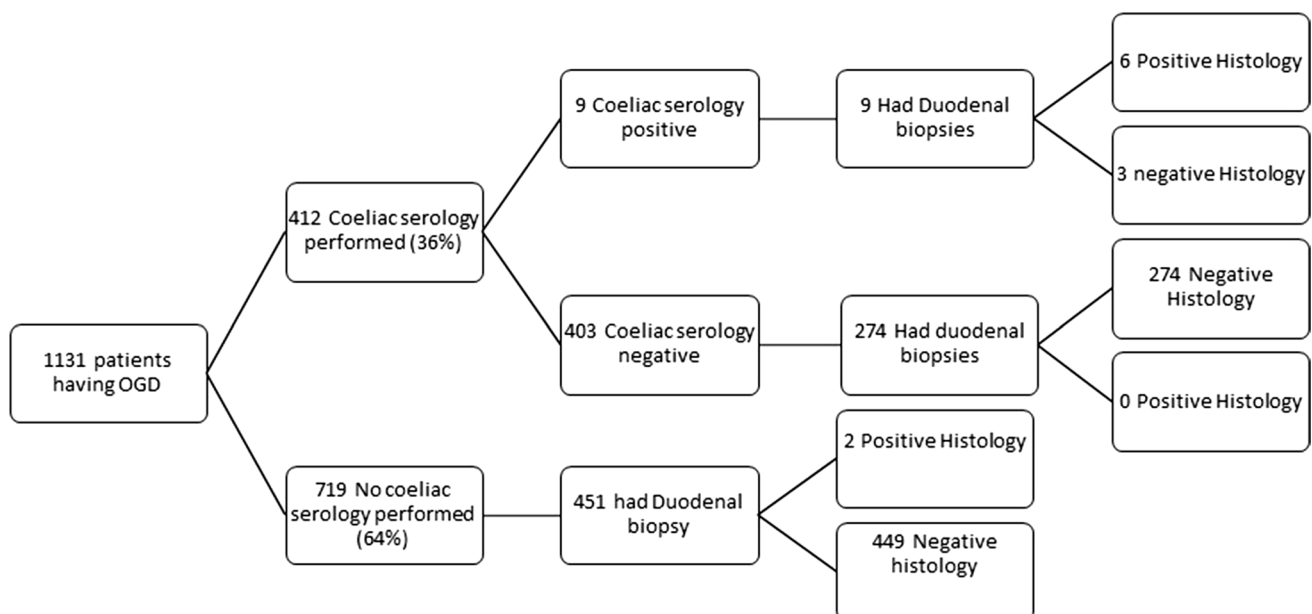 1131 patients
having OGD
412 Coeliac serology
performed (36%)
9 Coeliac serology
positive
9 Had Duodenal
biopsies
6 Positive Histology
3 negative Histology
403 Coeliac serology
negative
274 Had duodenal
biopsies
274 Negative
Histology
0 Positive Histology
719 No coeliac
serology performed
(64%)
451 had Duodenal
biopsy
2 Positive Histology
449 Negative
histology